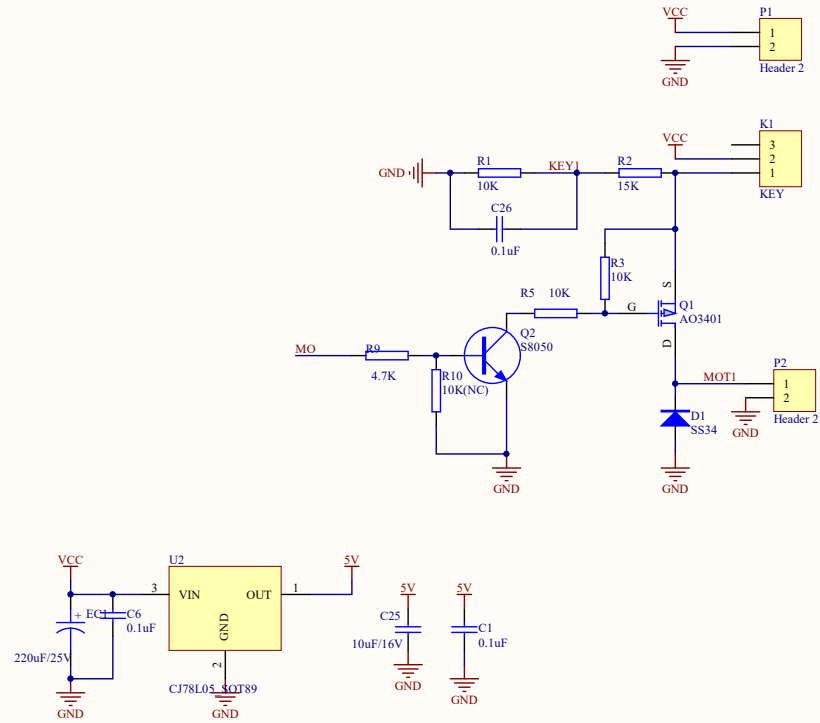 P1
VCC
1
2
Header 2
GND
K1
VCC
3
2
1
KEY
GND
R1
10K
KEY1
R2
15K
C26
0.1uF
R3
10K
R5 10K
S
G
Q1
AO3401
D
Q2
S8050
MO
R9
4.7K
R10
10K(NC)
P2
MOT1
1
2
Header 2
D1
SS34
GND
GND
GND
VCC
U2
5V
3
VIN
OUT
1
GND
2
EC1
+
C6
0.1uF
220uF/25V
CJ78L05_SOT89
GND
GND
5V
C25
10uF/16V
GND
5V
C1
0.1uF
GND